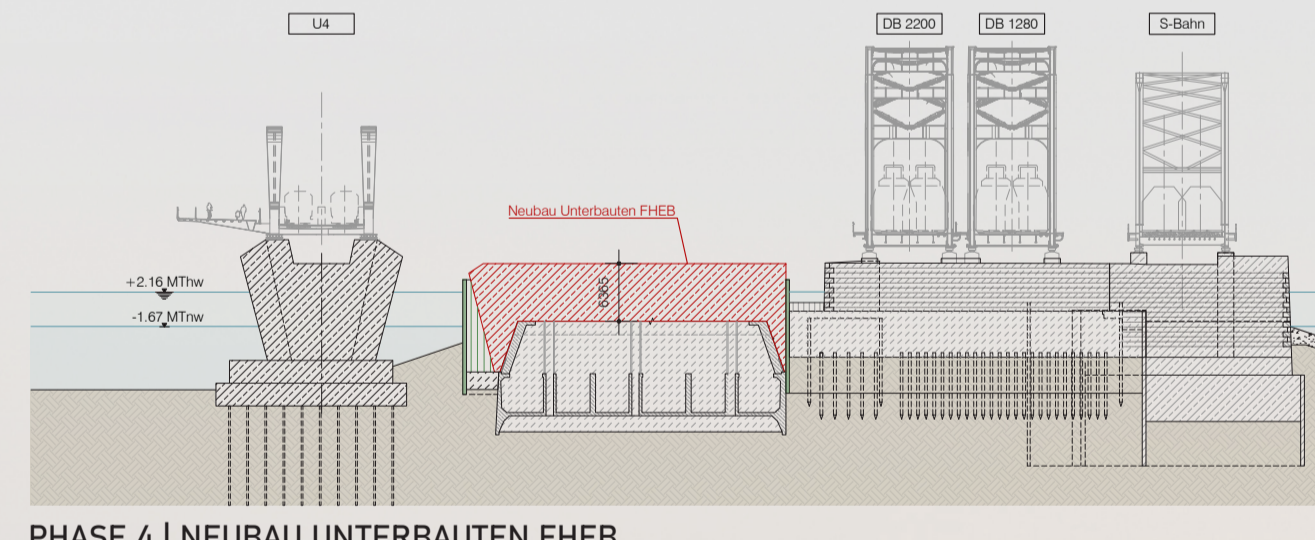 U4
DB 2200
DB 1280
S-Bahn
Neubau Unterbauten FHEB
+2.16 MThw
-1.67 MTnw
6365
PHASE 4 | NEUBAU UNTERBAUTEN FHEB